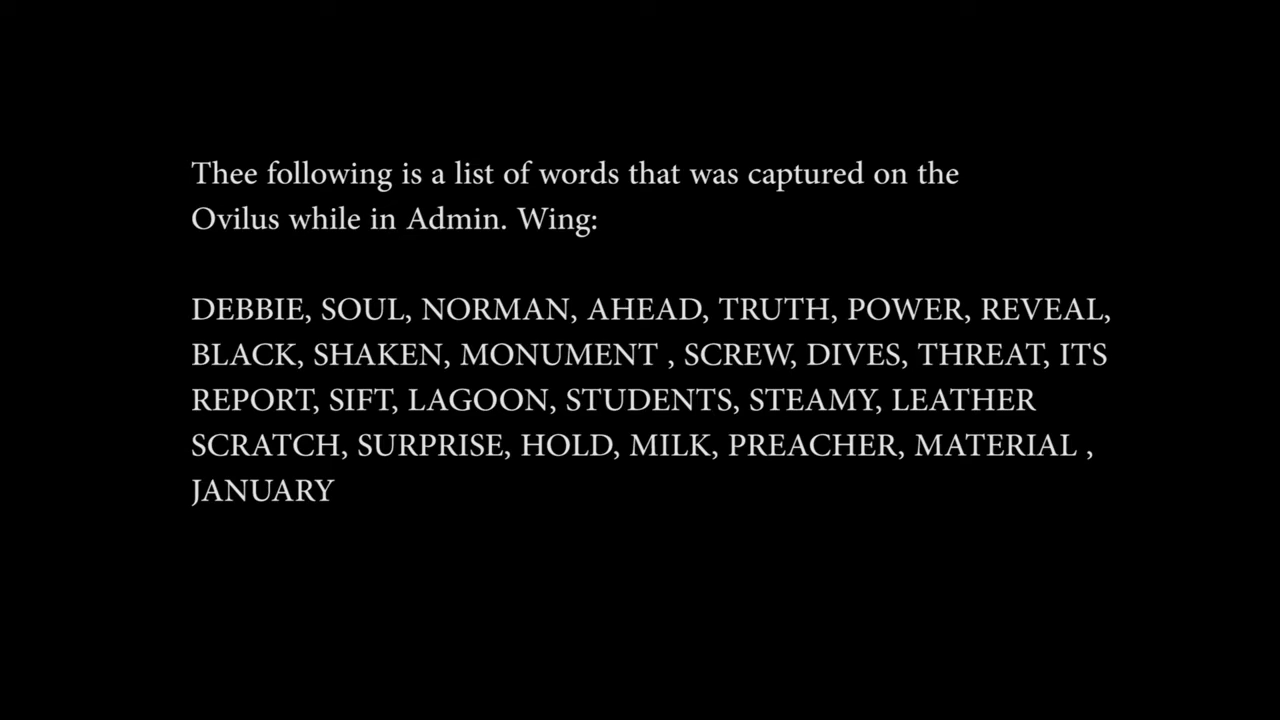 Thee following is a list of words that was captured on the
Ovilus while in Admin. Wing:
DEBBIE, SOUL, NORMAN, AHEAD, TRUTH, POWER, REVEAL,
BLACK, SHAKEN, MONUMENT , SCREW, DIVES, THREAT, ITS
REPORT, SIFT, LAGOON, STUDENTS, STEAMY, LEATHER
SCRATCH, SURPRISE, HOLD, MILK, PREACHER, MATERIAL ,
JANUARY